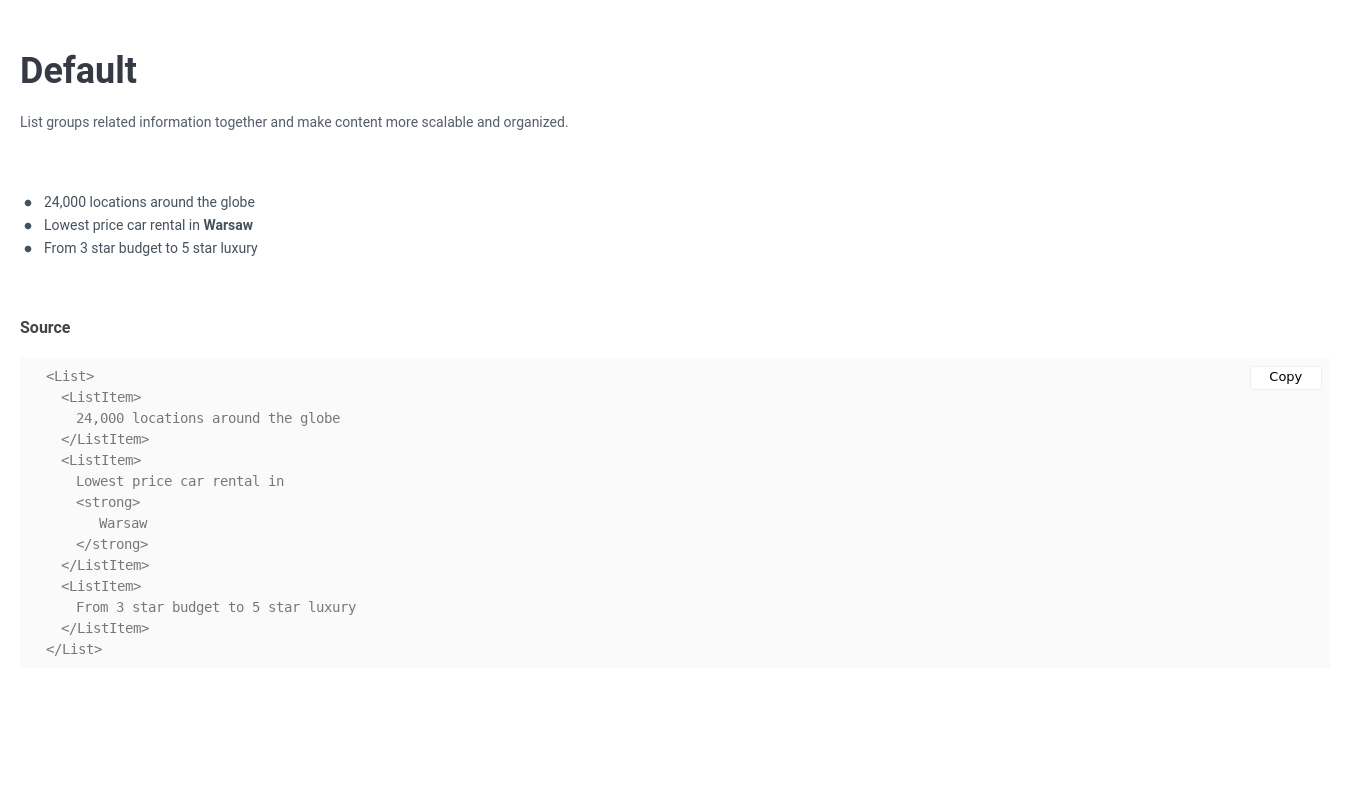 Default
List groups related information together and make content more scalable and organized.
24,000 locations around the globe
Lowest price car rental in Warsaw
From 3 star budget to 5 star luxury
Source
Copy
<List>
<ListItem>
24,000 locations around the globe
</ListItem>
<ListItem>
Lowest price car rental in
<strong>
Warsaw
</strong>
</ListItem>
<ListItem>
From 3 star budget to 5 star luxury
</ListItem>
</List>